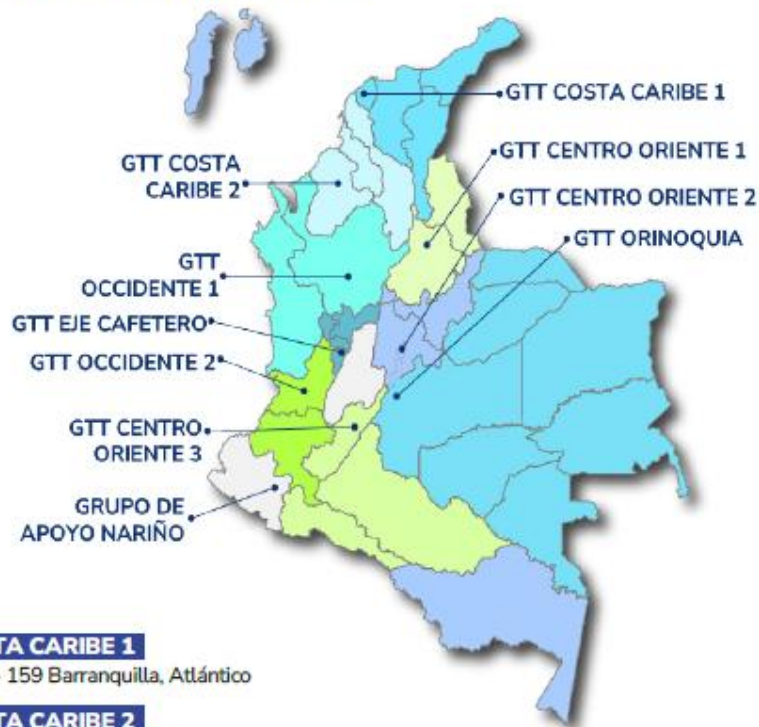 GTT COSTA CARIBE 1
GTT CENTRO ORIENTE 1
GTT COSTA
CARIBE 2
GTT CENTRO ORIENTE 2
GTT ORINOQUIA
GTT
OCCIDENTE 1
GTT EJE CAFETERO
GTT OCCIDENTE 2
GTT CENTRO
ORIENTE 3
GRUPO DE
APOYO NARIÑO
CARIBE 1
159 Barranquilla, Atlántico
CARIBE 2